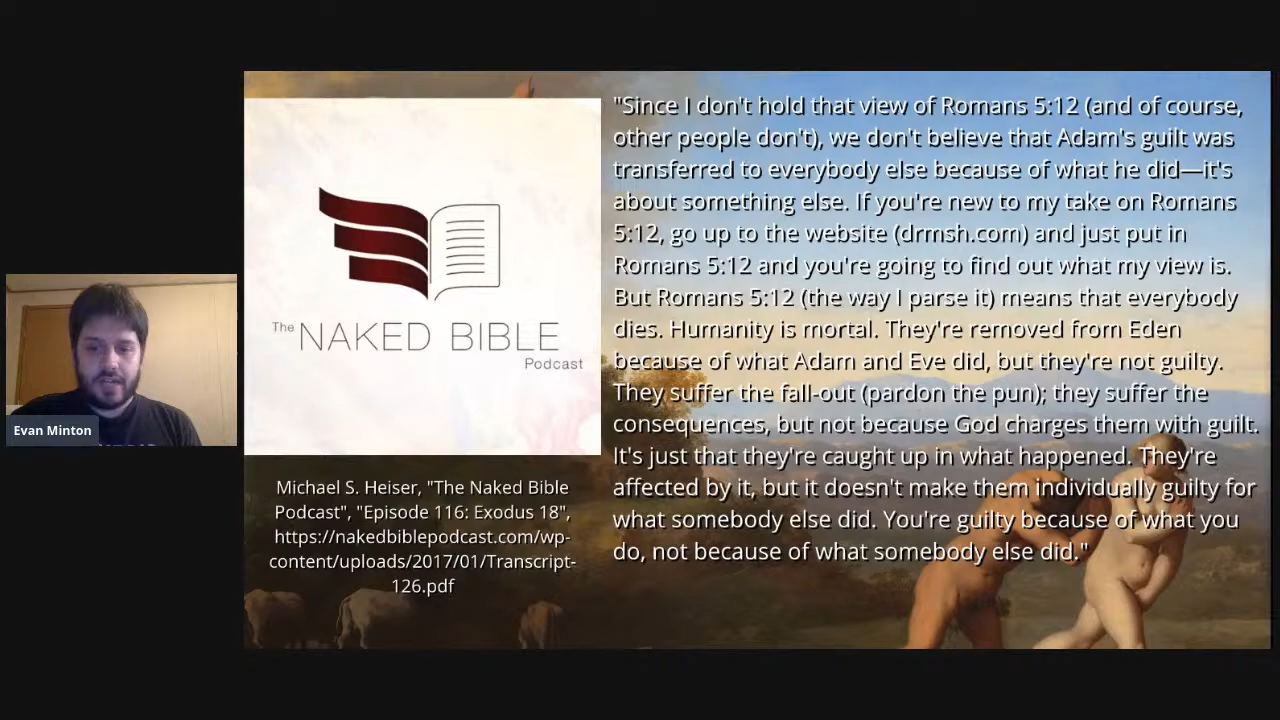 The NAKED BIBLE
Podcast
Michael S. Heiser, "The Naked Bible
Podcast", "Episode 116: Exodus 18",
https://nakedbiblepodcast.com/wp-
content/uploads/2017/01/Transcript-
126.pdf
"Since I don't hold that view of Romans 5:12 (and of course,
other people don't), we don't believe that Adam's guilt was
transferred to everybody else because of what he did—it's
about something else. If you're new to my take on Romans
5:12, go up to the website (drmsh.com) and just put in
Romans 5:12 and you're going to find out what my view is.
But Romans 5:12 (the way I parse it) means that everybody
dies. Humanity is mortal. They're removed from Eden
because of what Adam and Eve did, but they're not guilty.
They suffer the fall-out (pardon the pun); they suffer the
consequences, but not because God charges them with guilt.
It's just that they're caught up in what happened. They're
affected by it, but it doesn't make them individually guilty for
what somebody else did. You're guilty because of what you
do, not because of what somebody else did."
Evan Minton